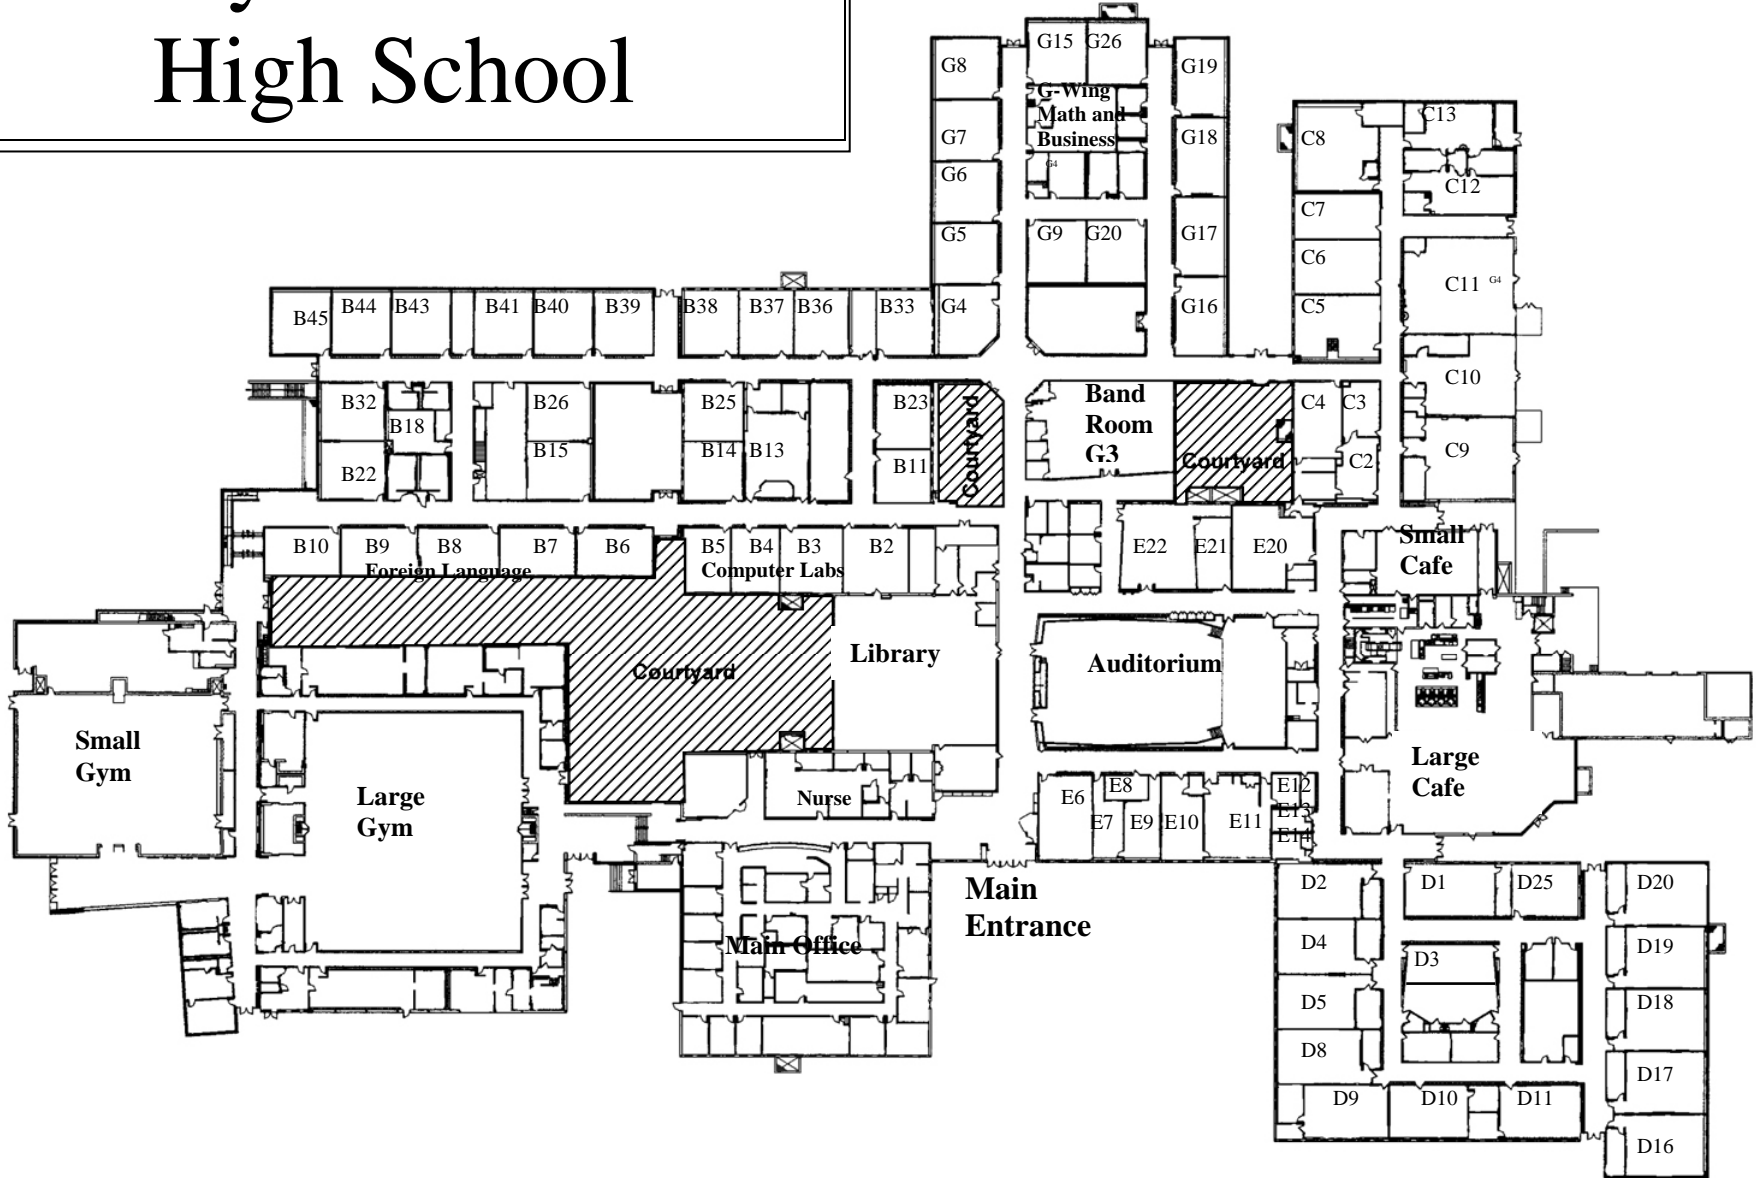 High School
G15 G26
G8
G19
G-Wing
Math and
Business
G7
G18
C8
C13
G4
G6
C12
C7
G5
G9 G20
G17
C6
C11 G4
B45 B44 B43 B41 B40 B39 B38 B37 B36 B33 G4
G16
C5
C10
B32
B26
B25
B23
Courtyard
Band
Room
G3
C4 C3
B18
B22
B15
B14 B13
B11
Courtyard
C2
C9
B10 B9 B8 B7 B6 B5 B4 B3 B2
Foreign Language
Computer Labs
E22 E21 E20
Small
Cafe
Library
Auditorium
Courtyard
Small
Gym
Large
Gym
Nurse
Large
Cafe
E6 E8 E12
E7 E9 E10 E11 E13
E14
Main
Entrance
Main Office
D2 D1 D25 D20
D4 D3 D19
D5 D18
D8 D17
D9 D10 D11
D16